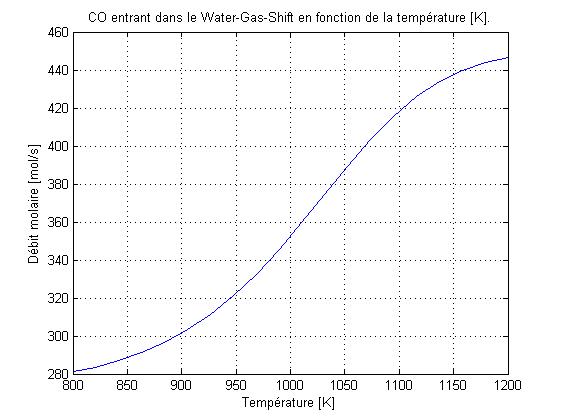 CO entrant dans le Water-Gas-Shift en fonction de la température [K].
460
440
420
400
380
360
340
320
300
280
Débit molaire [mol/s]
800 850 900 950 1000 1050 1100 1150 1200
Température [K]